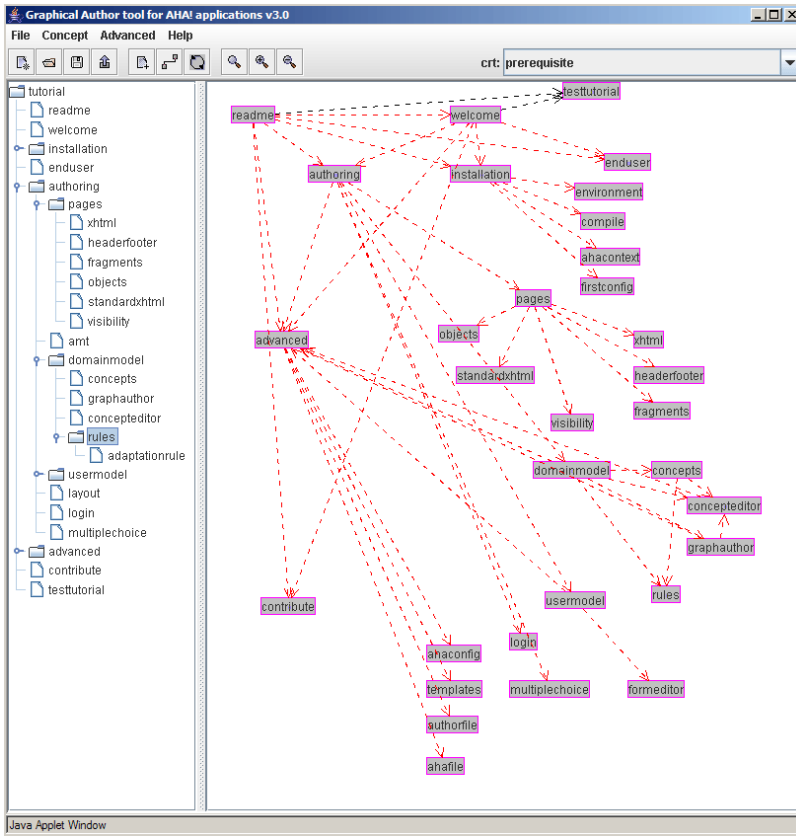 Graphical Author tool for AHA! applications v3.0
File Concept Advanced Help
crt: prerequisite
tutorial
readme
welcome
installation
enduser
authoring
pages
xhtml
headerfooter
fragments
objects
standardxhtml
visibility
amt
domainmodel
concepts
graphauthor
concepteditor
rules
adaptationrule
usermodel
layout
login
multiplechoice
advanced
contribute
testtutorial
testtutorial
readme welcome
enduser
authoring installation
environment
compile
ahacontext
firstconfig
pages
advanced objects xhtml
standardxhtml headerfooter
fragments
visibility
domainmodel concepts
concepteditor
graphauthor
contribute usermodel rules
login
ahaconfig
templates multiplechoice formeditor
authorfile
ahafile
Java Applet Window